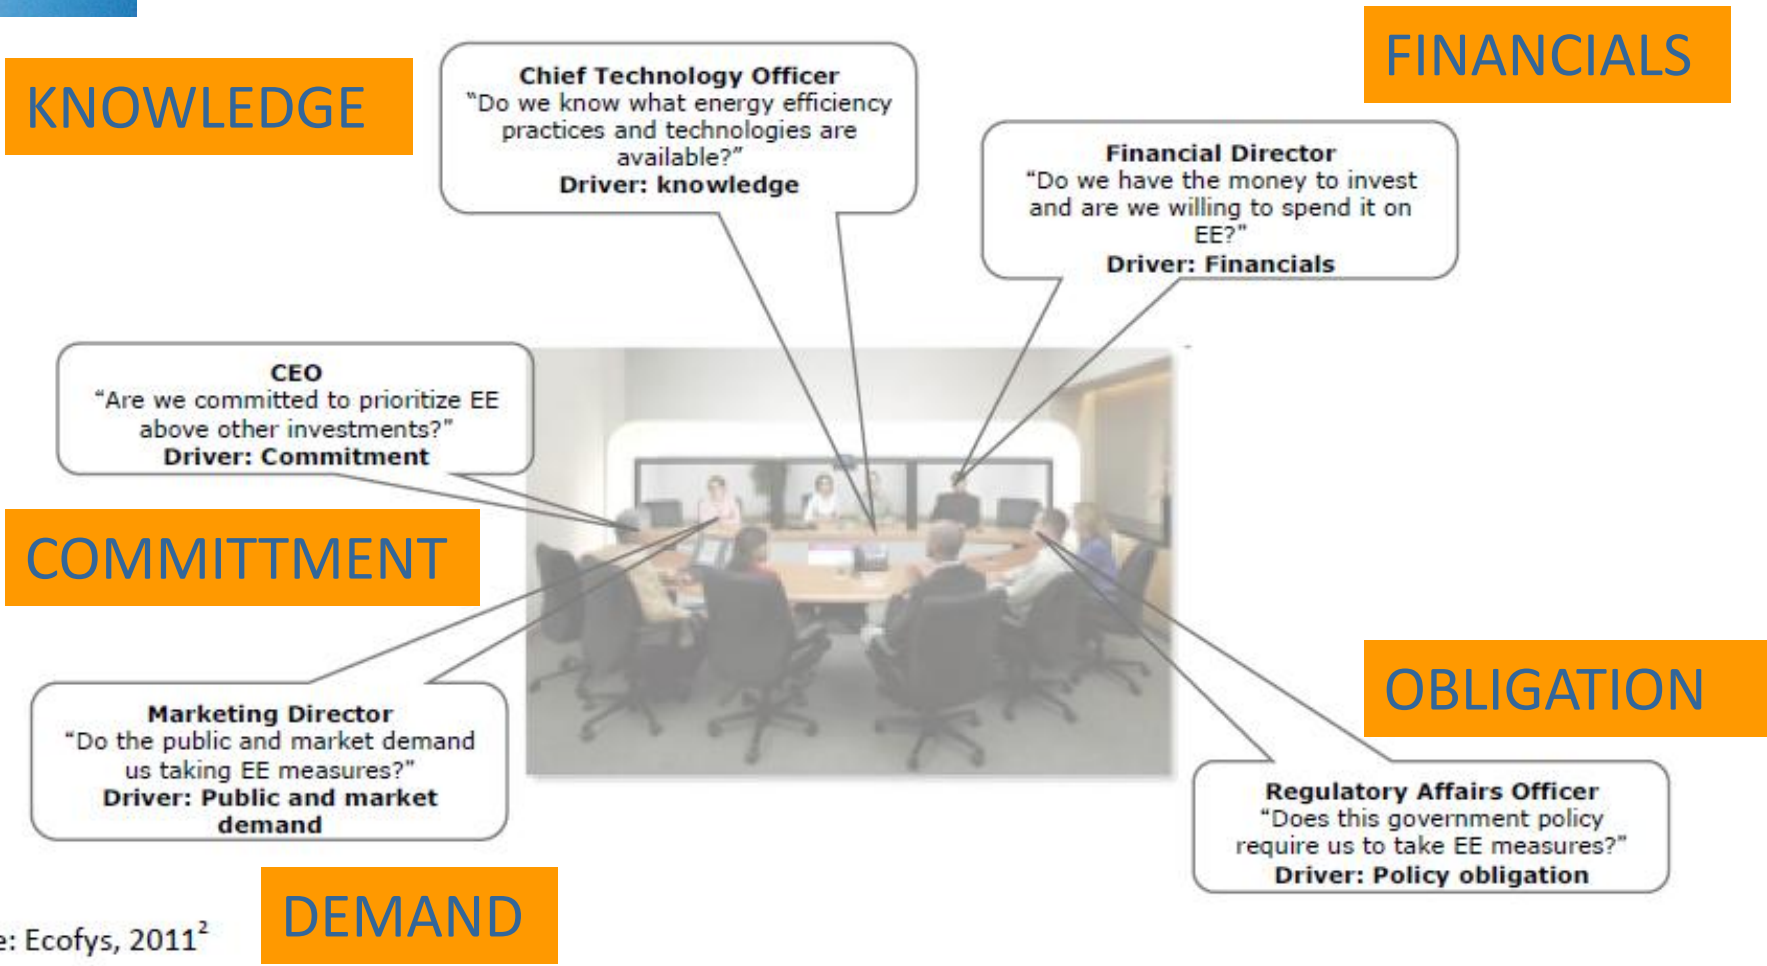 FINANCIALS
KNOWLEDGE
Chief Technology Officer
“Do we know what energy efficiency
practices and technologies are
available?”
Driver: knowledge
Financial Director
“Do we have the money to invest
and are we willing to spend it on
EE?”
Driver: Financials
CEO
“Are we committed to prioritize EE
above other investments?”
Driver: Commitment
COMMITTMENT
OBLIGATION
Marketing Director
“Do the public and market demand
us taking EE measures?”
Driver: Public and market
demand
Regulatory Affairs Officer
“Does this government policy
require us to take EE measures?”
Driver: Policy obligation
DEMAND
e: Ecofys, 2011²